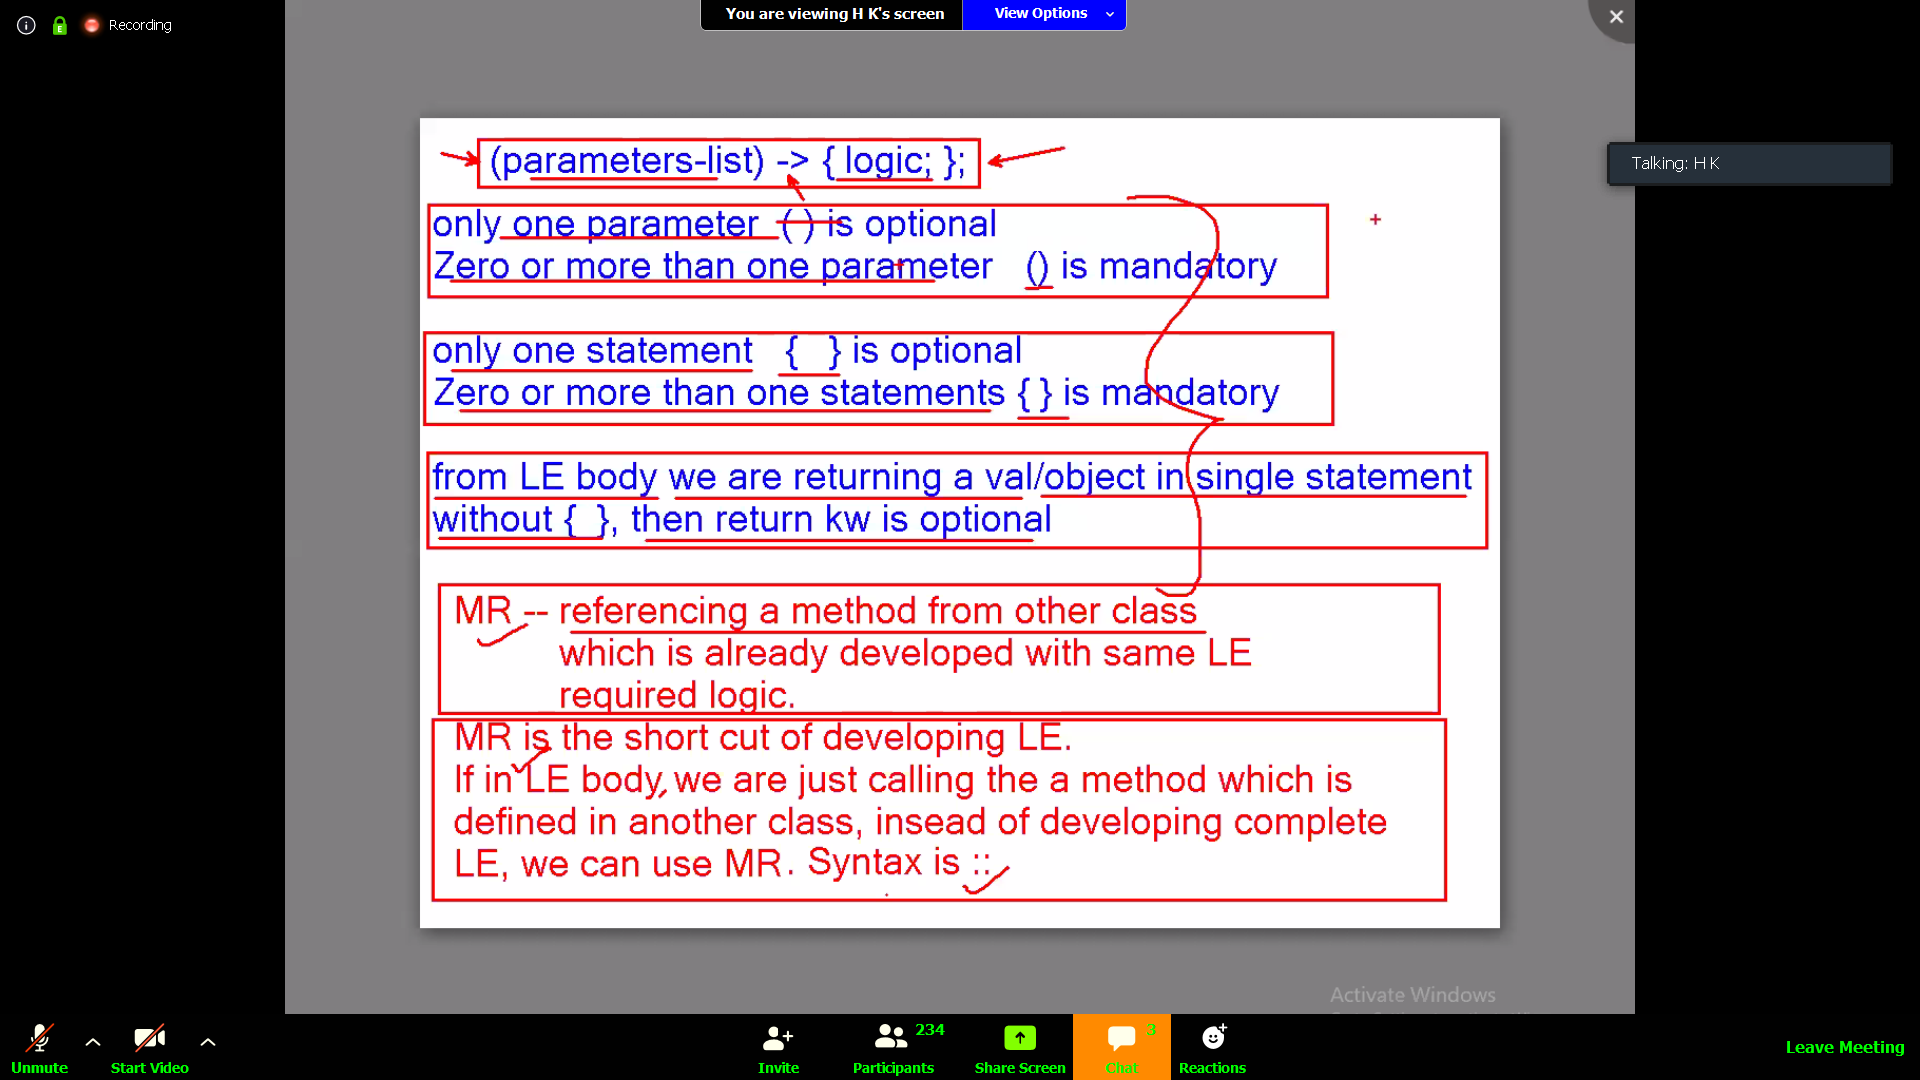 Recording
You are viewing H K's screen
View Options
Talking: H K
(parameters-list) -> { logic; };
only one parameter ( ) is optional
Zero or more than one parameter () is mandatory
only one statement { } is optional
Zero or more than one statements { } is mandatory
from LE body we are returning a val/object in single statement
without { }, then return kw is optional
MR -- referencing a method from other class
which is already developed with same LE
required logic.
MR is the short cut of developing LE.
If in LE body, we are just calling the a method which is
defined in another class, insead of developing complete
LE, we can use MR. Syntax is ::
Activate Windows
Unmute
Start Video
Invite
Participants 234
Share Screen
Chat 3
Reactions
Leave Meeting